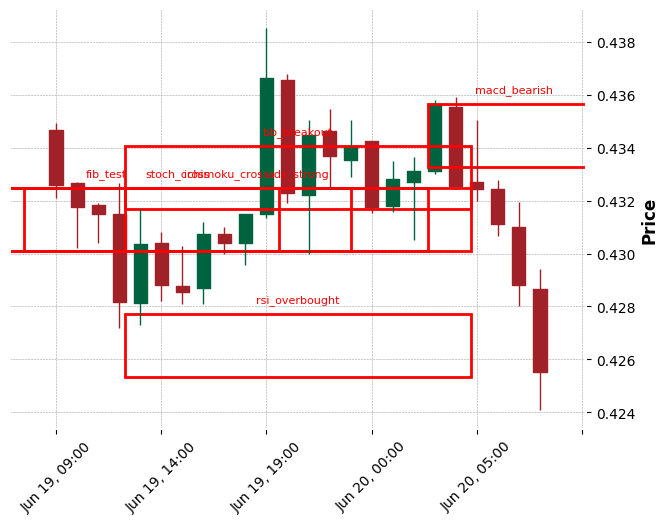 0.438
0.436
macd_bearish
0.434
fib_test
0.432
0.430
rsi_overbought
0.428
0.426
0.424
Price
Jun 19, 09:00
Jun 19, 14:00
Jun 19, 19:00
Jun 20, 00:00
Jun 20, 05:00